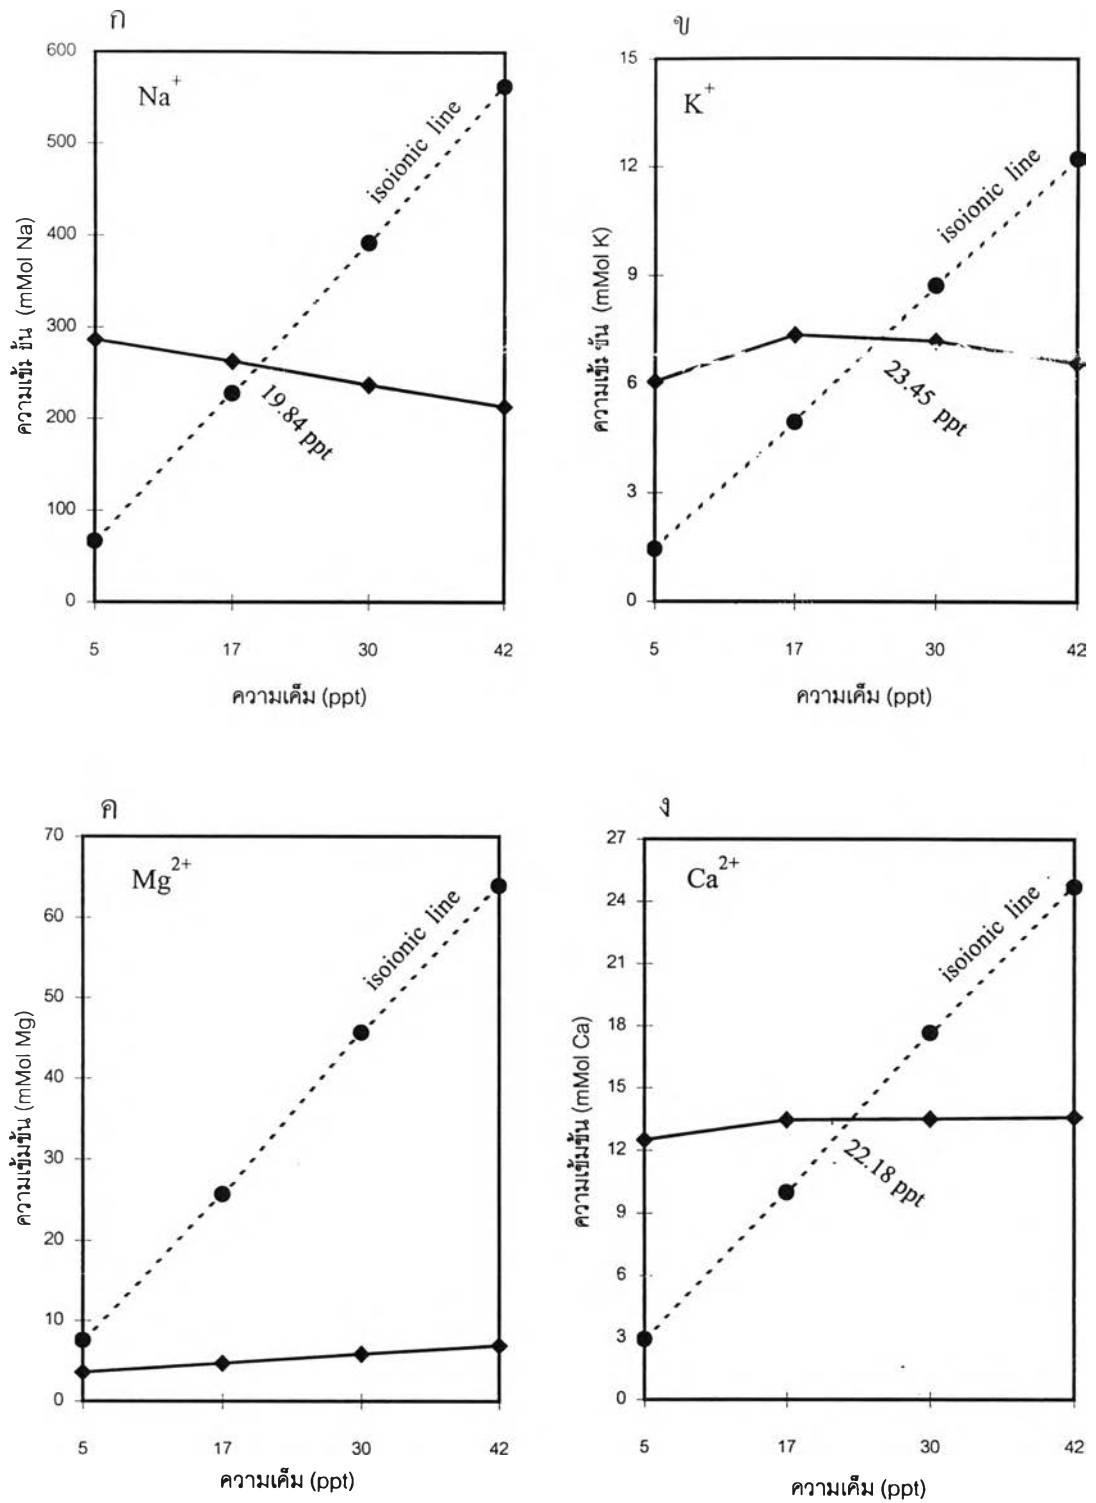 ก
600
500
400
300
200
100
0
Na+
isoionic line
19.84 ppt
ความเข้ม ข้น (mMol Na)
5 17 30 42
ความเค็ม (ppt)
ข
15
12
9
6
3
0
K+
isoionic line
23.45 ppt
ความเข้ม ข้น (mMol K)
5 17 30 42
ความเค็ม (ppt)
ค
70
60
50
40
30
20
10
0
Mg2+
isoionic line
ความเข้มข้น (mMol Mg)
5 17 30 42
ความเค็ม (ppt)
ง
27
24
21
18
15
12
9
6
3
0
Ca2+
isoionic line
22.18 ppt
ความเข้มข้น (mMol Ca)
5 17 30 42
ความเค็ม (ppt)